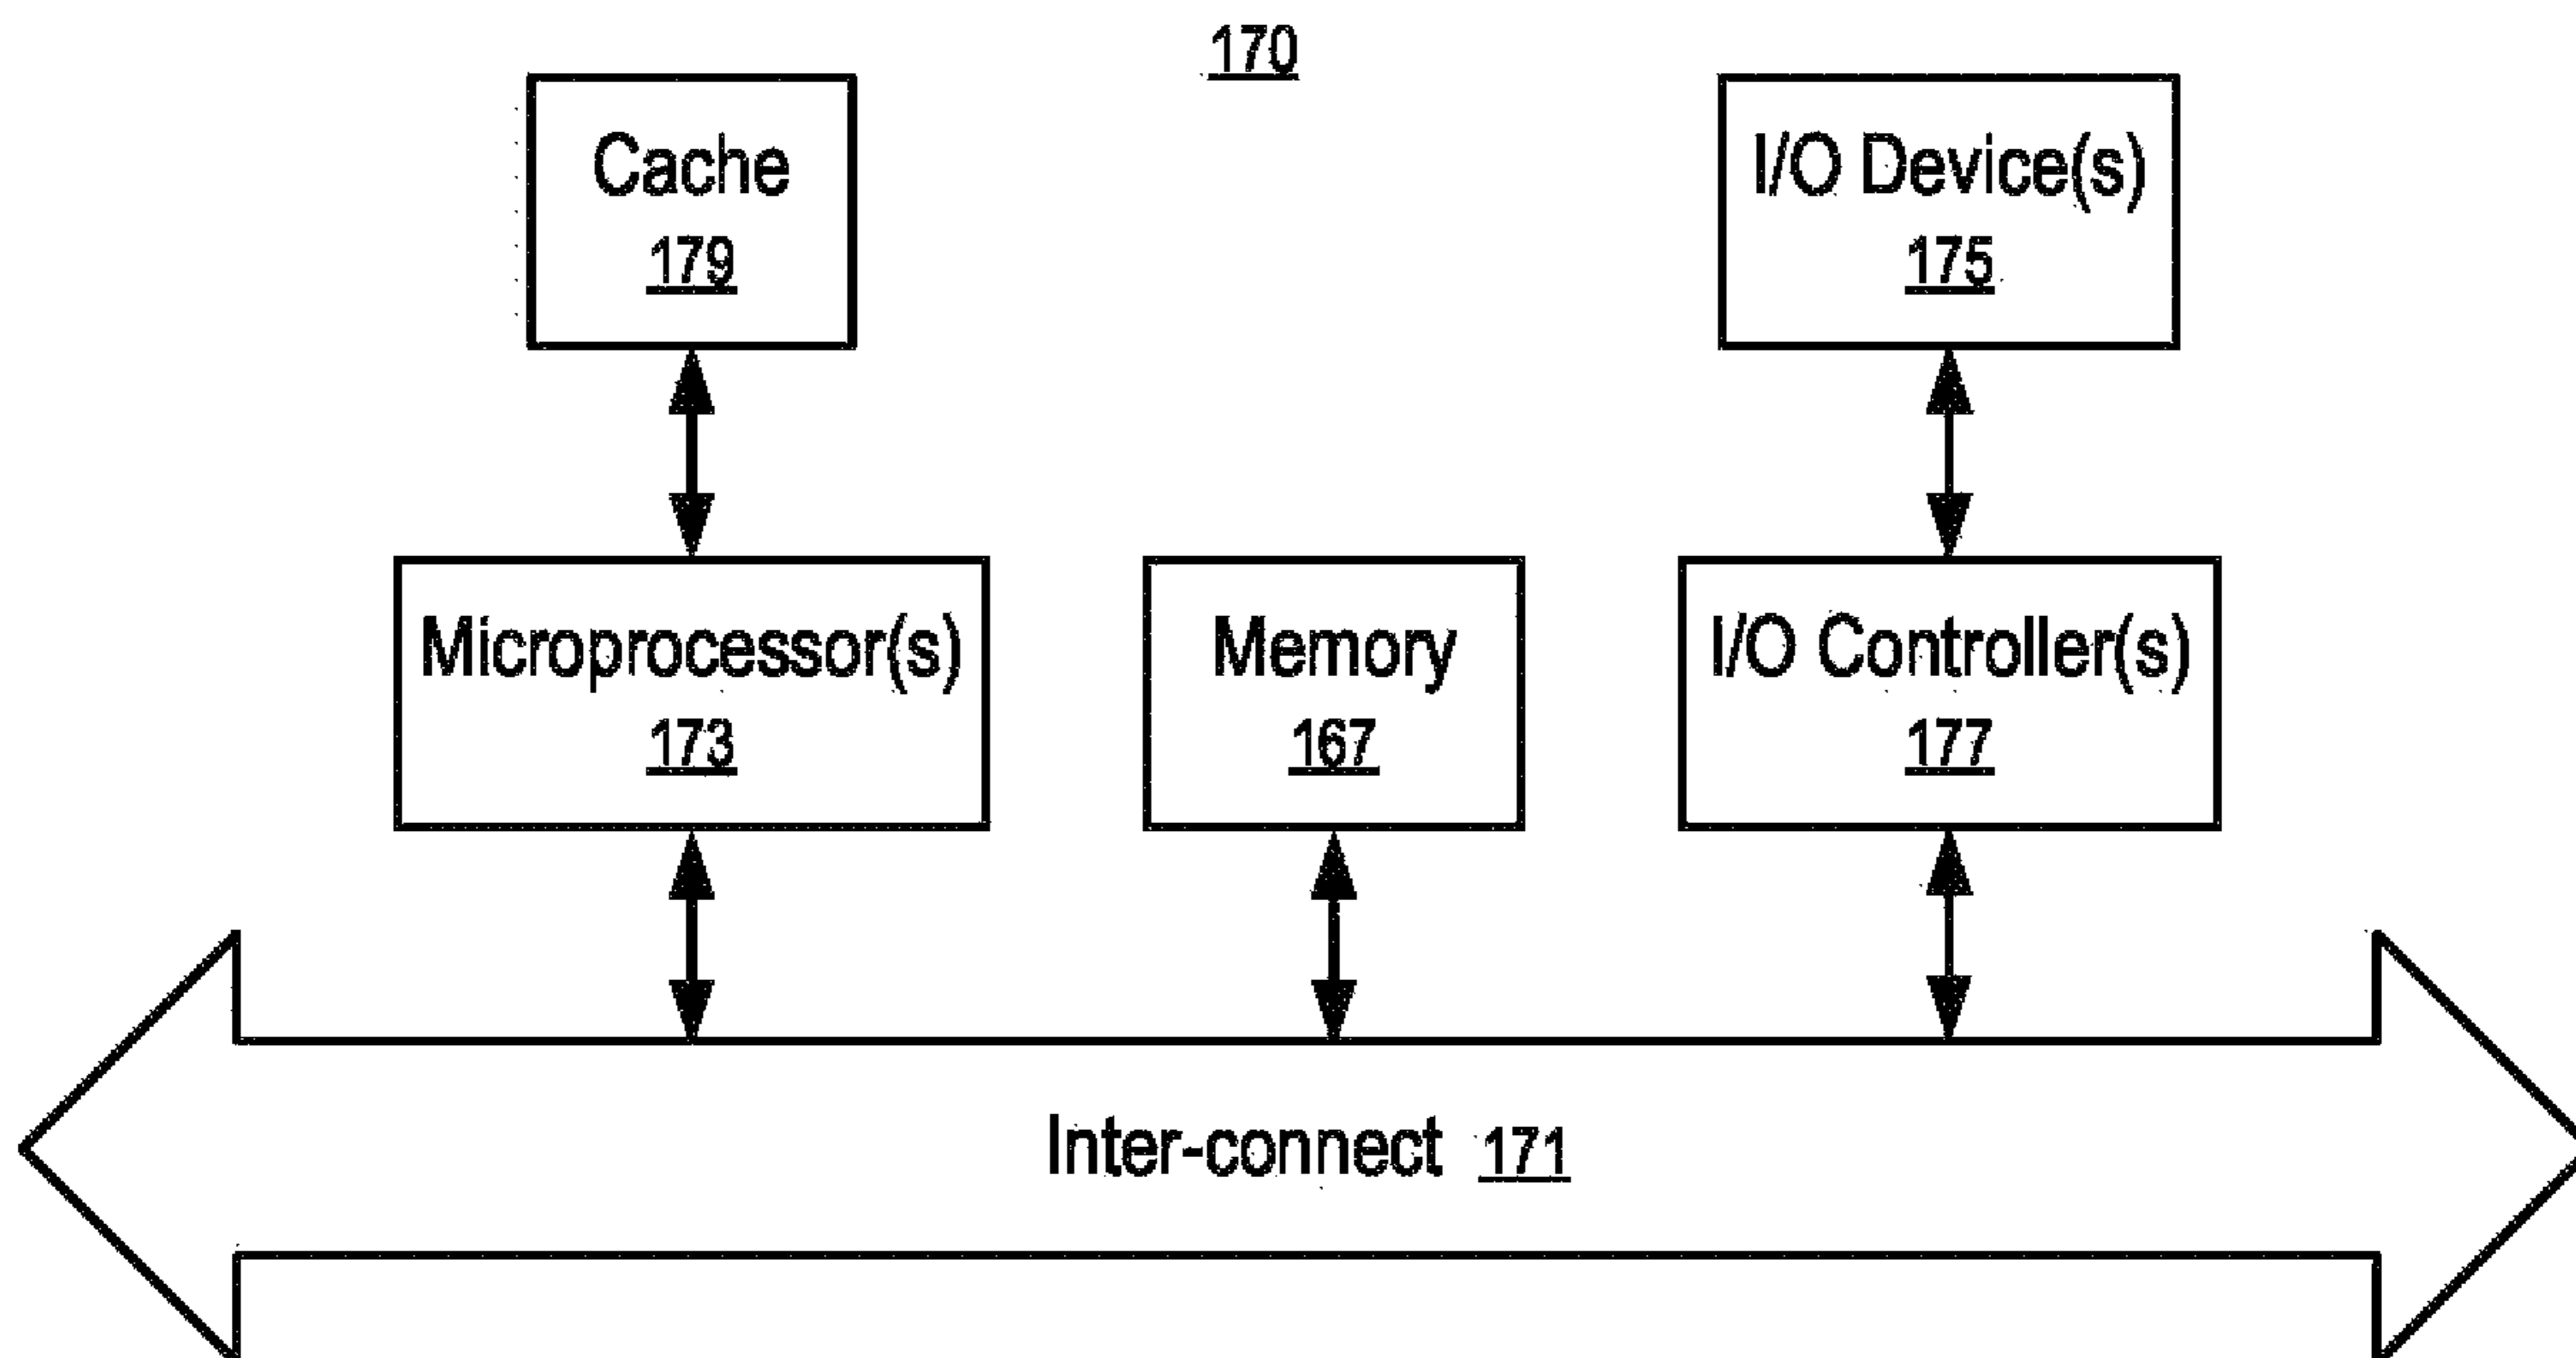 170
Cache
179
I/O Device(s)
175
Microprocessor(s)
173
Memory
167
I/O Controller(s)
177
Inter-connect 171